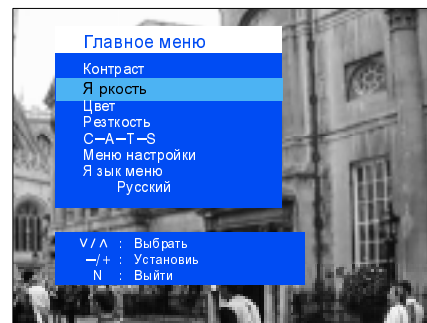 Главное меню
Контраст
Я ркость
Цвет
Резткость
C—A—T—S
Меню настройки
Я зык меню
Русский
∨/∧ : Выбрать
—/+ : Установиь
N : Выйти